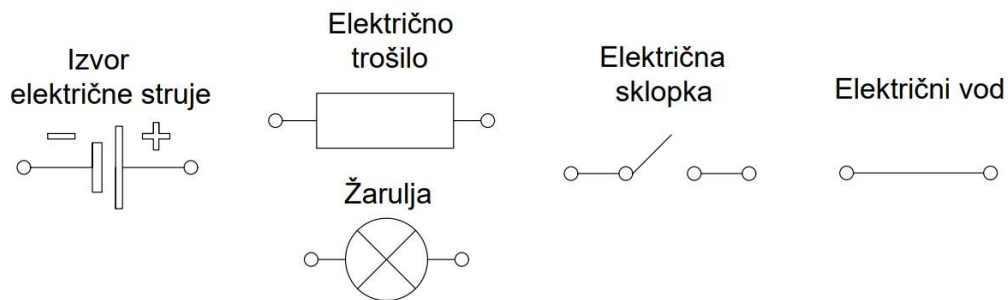 Izvor
električne struje
− +
Električno
trošilo
Žarulja
Električna
sklopka
Električni vod